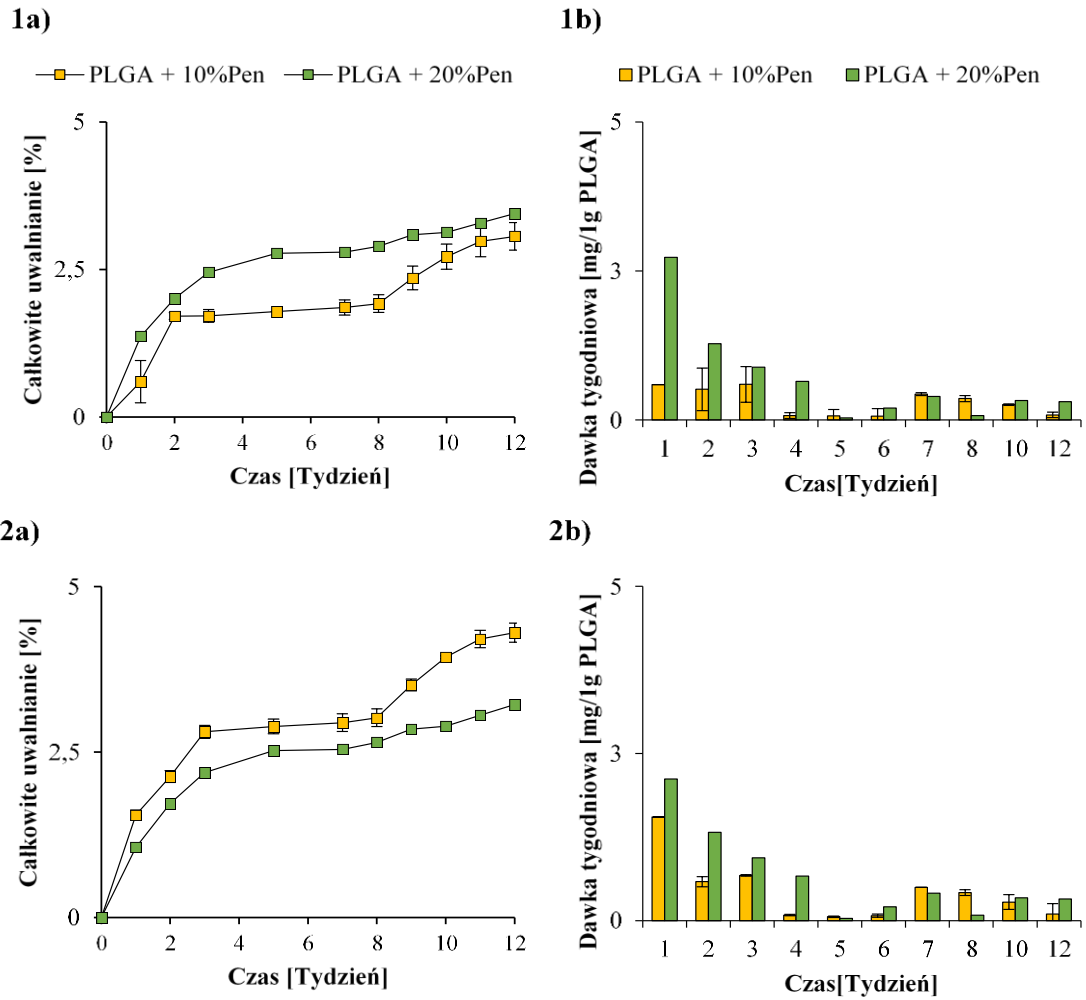 1a)
1b)
PLGA + 10%Pen PLGA + 20%Pen
PLGA + 10%Pen PLGA + 20%Pen
Całkowite uwalnianie [%]
5
2,5
0
0 2 4 6 8 10 12
Czas [Tydzień]
Dawka tygodniowa [mg/1g PLGA]
5
3
0
1 2 3 4 5 6 7 8 10 12
Czas[Tydzień]
2a)
2b)
Całkowite uwalnianie [%]
5
2,5
0
0 2 4 6 8 10 12
Czas [Tydzień]
Dawka tygodniowa [mg/1g PLGA]
5
3
0
1 2 3 4 5 6 7 8 10 12
Czas[Tydzień]